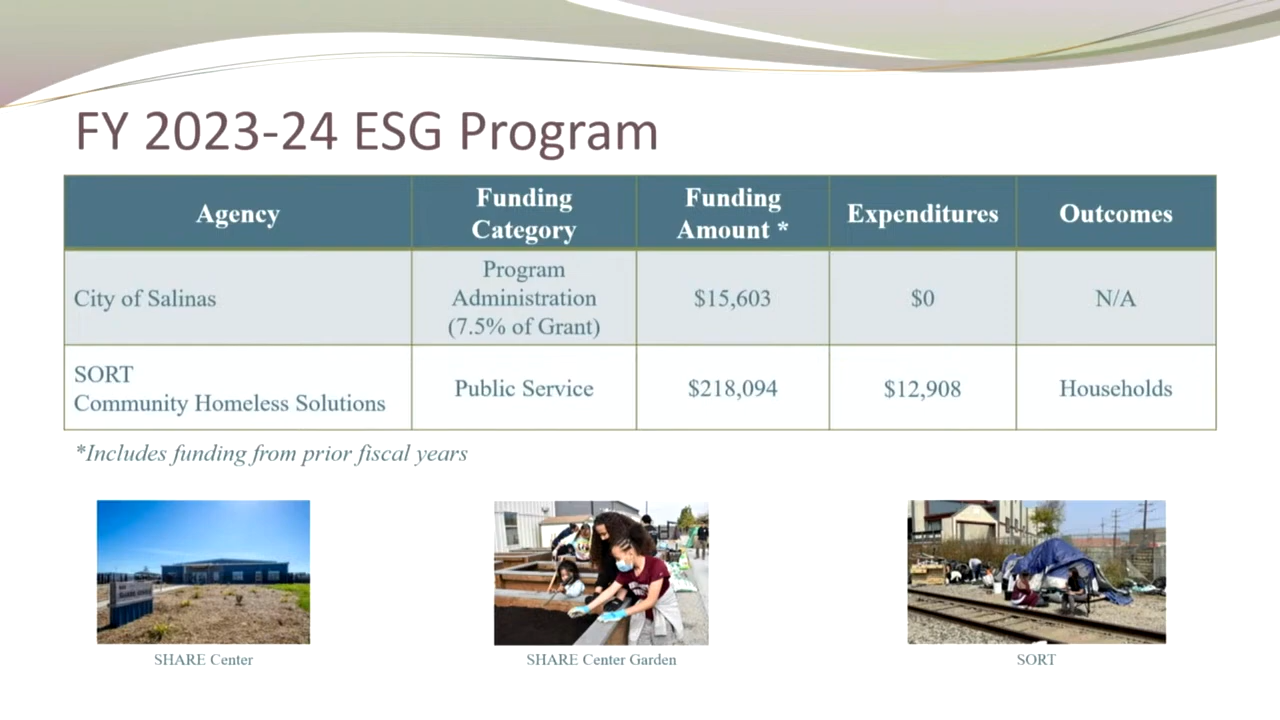 FY 2023-24 ESG Program
Agency
Funding
Category
Funding
Amount *
Expenditures
Outcomes
City of Salinas
Program
Administration
(7.5% of Grant)
$15,603
$0
N/A
SORT
Community Homeless Solutions
Public Service
$218,094
$12,908
Households
*Includes funding from prior fiscal years
SHARE Center
SHARE Center Garden
SORT